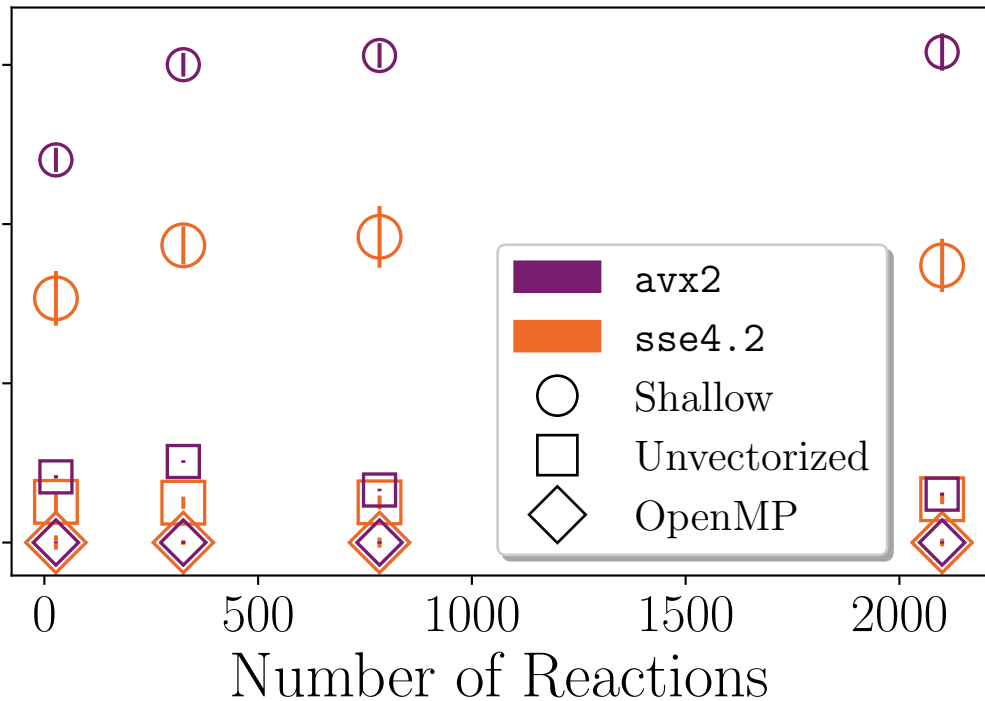 avx2
sse4.2
Shallow
Unvectorized
OpenMP
0 500 1000 1500 2000
Number of Reactions